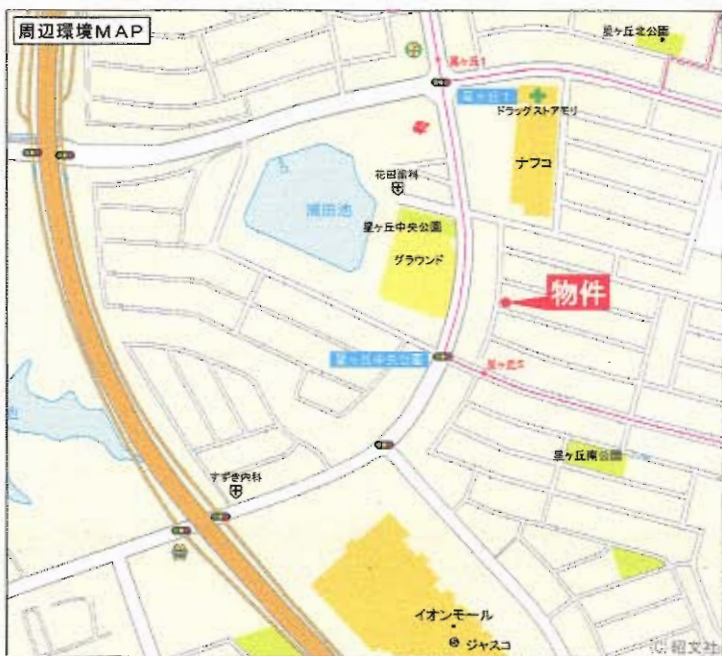 周辺環境MAP
星ヶ丘北公園
星ヶ丘1
星ヶ丘1
ドラッグストアモリ
ナフコ
花田歯科
浦田池
星ヶ丘中央公園
グラウンド
物件
星ヶ丘中央公園
星ヶ丘5
星ヶ丘南公園
すずき内科
池
イオンモール
ジャスコ
(C)昭文社